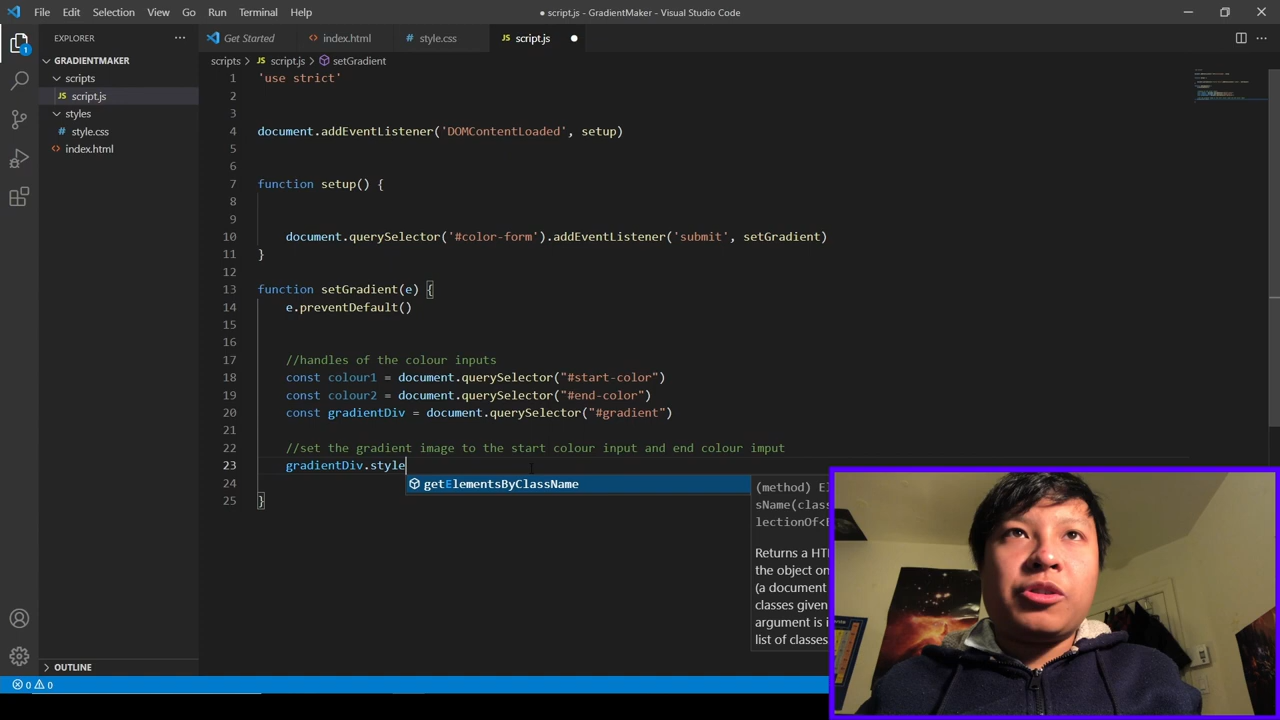 File Edit Selection View Go Run Terminal Help
● script.js - GradientMaker - Visual Studio Code
EXPLORER
GRADIENTMAKER
scripts
JS script.js
styles
style.css
index.html
OUTLINE
1
Get Started
index.html
style.css
JS script.js
scripts > JS script.js > setGradient
1 'use strict'
2
3
4 document.addEventListener('DOMContentLoaded', setup)
5
6
7 function setup() {
8
9
10 document.querySelector('#color-form').addEventListener('submit', setGradient)
11 }
12
13 function setGradient(e) {
14 e.preventDefault()
15
16
17 //handles of the colour inputs
18 const colour1 = document.querySelector("#start-color")
19 const colour2 = document.querySelector("#end-color")
20 const gradientDiv = document.querySelector("#gradient")
21
22 //set the gradient image to the start colour input and end colour imput
23 gradientDiv.style
24
25 }
getElementsByClassName
(method) El
sName(class
lectionOf<E
Returns a HT
the object on
(a document
classes given
argument is i
list of classes
0 0